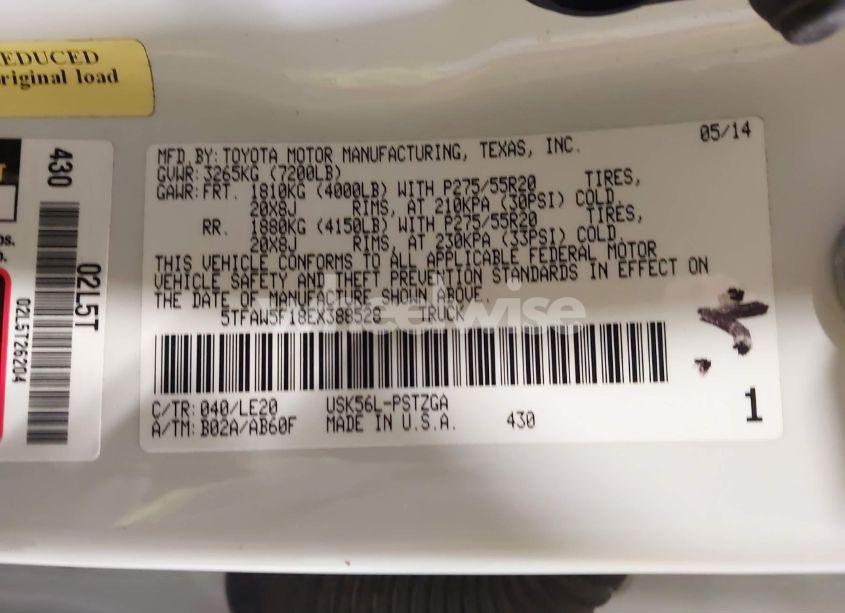 REDUCED
original load
430
02L5T
02L5T26204
05/14
MFD. BY: TOYOTA MOTOR MANUFACTURING, TEXAS, INC.
GVWR: 3265KG (7200LB)
GAWR: FRT. 1810KG (4000LB) WITH P275/55R20 TIRES,
20X8J RIMS, AT 210KPA (30PSI) COLD
RR. 1880KG (4150LB) WITH P275/55R20 TIRES,
20X8J RIMS, AT 230KPA (33PSI) COLD
THIS VEHICLE CONFORMS TO ALL APPLICABLE FEDERAL MOTOR
VEHICLE SAFETY AND THEFT PREVENTION STANDARDS IN EFFECT ON
THE DATE OF MANUFACTURE SHOWN ABOVE.
TRUCK
wheelwise
C/TR: 040/LE20 USK56L-PSTZGA
A/TM: B02A/AB60F MADE IN U.S.A. 430
1